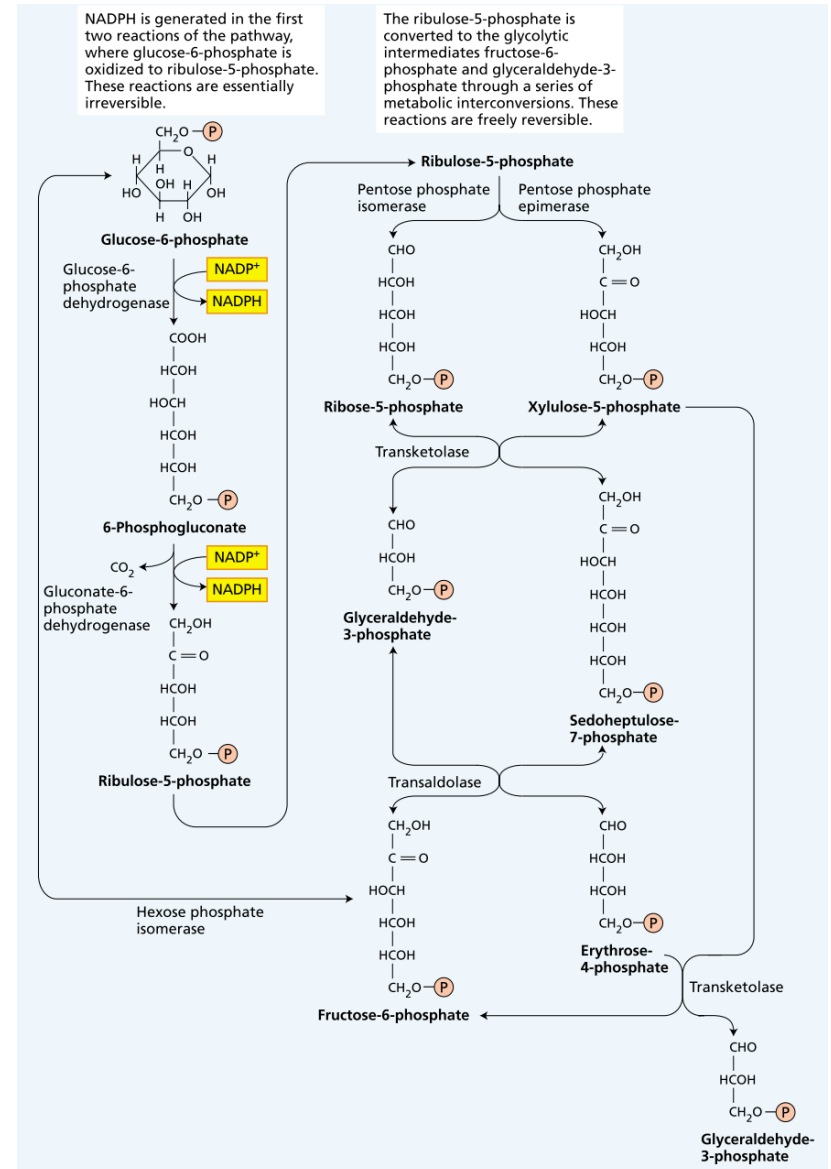 NADPH is generated in the first
two reactions of the pathway,
where glucose-6-phosphate is
oxidized to ribulose-5-phosphate.
These reactions are essentially
irreversible.
The ribulose-5-phosphate is
converted to the glycolytic
intermediates fructose-6-
phosphate and glyceraldehyde-3-
phosphate through a series of
metabolic interconversions. These
reactions are freely reversible.
CH₂O P
H O H
H
HO OH H OH
H OH
Glucose-6-phosphate
Glucose-6-
phosphate
dehydrogenase
NADP⁺
NADPH
COOH
HCOH
HOCH
HCOH
HCOH
CH₂O P
6-Phosphogluconate
CO₂
NADP⁺
NADPH
Gluconate-6-
phosphate
dehydrogenase
CH₂OH
C=O
HCOH
HCOH
CH₂O P
Ribulose-5-phosphate
Hexose phosphate
isomerase
Ribulose-5-phosphate
Pentose phosphate
isomerase
Pentose phosphate
epimerase
CHO
HCOH
HCOH
HCOH
CH₂O P
Ribose-5-phosphate
CH₂OH
C=O
HOCH
HCOH
CH₂O P
Xylulose-5-phosphate
Transketolase
CHO
HCOH
CH₂O P
Glyceraldehyde-
3-phosphate
CH₂OH
C=O
HOCH
HCOH
HCOH
HCOH
CH₂O P
Sedoheptulose-
7-phosphate
Transaldolase
CH₂OH
C=O
HOCH
HCOH
HCOH
CH₂O P
Fructose-6-phosphate
CHO
HCOH
HCOH
CH₂O P
Erythrose-
4-phosphate
Transketolase
CHO
HCOH
CH₂O P
Glyceraldehyde-
3-phosphate